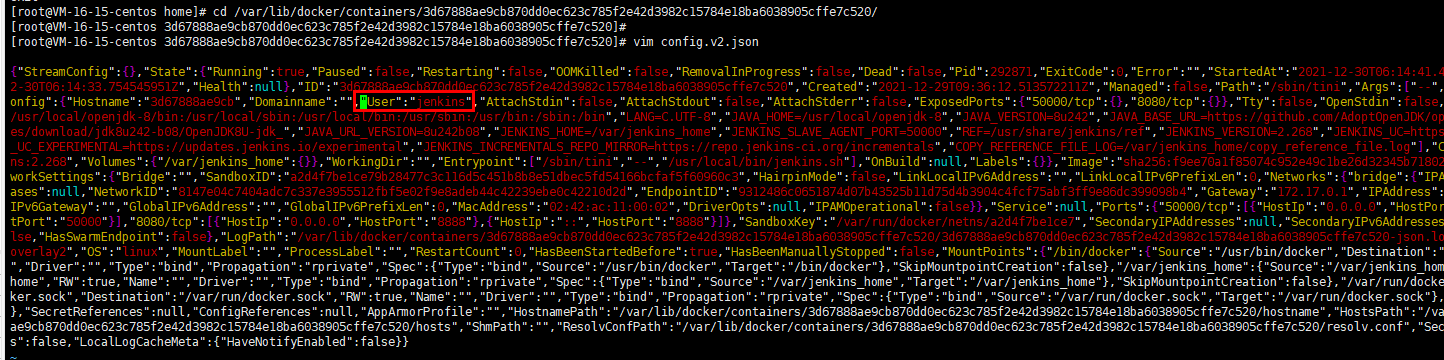 [root@VM-16-15-centos home]# cd /var/lib/docker/containers/3d67888ae9cb870dd0ec623c785f2e42d3982c15784e18ba6038905cffe7c520/
[root@VM-16-15-centos 3d67888ae9cb870dd0ec623c785f2e42d3982c15784e18ba6038905cffe7c520]#
[root@VM-16-15-centos 3d67888ae9cb870dd0ec623c785f2e42d3982c15784e18ba6038905cffe7c520]# vim config.v2.json
{"StreamConfig":{},"State":{"Running":true,"Paused":false,"Restarting":false,"OOMKilled":false,"RemovalInProgress":false,"Dead":false,"Pid":292871,"ExitCode":0,"Error":"","StartedAt":"2021-12-30T06:14:41.4
2-30T06:14:33.754545951Z","Health":null},"ID":"3d67888ae9cb870dd0ec623c785f2e42d3982c15784e18ba6038905cffe7c520","Created":"2021-12-29T09:36:12.513572211Z","Managed":false,"Path":"/sbin/tini","Args":["--",
onfig":{"Hostname":"3d67888ae9cb","Domainname":"","User":"jenkins","AttachStdin":false,"AttachStdout":false,"AttachStderr":false,"ExposedPorts":{"50000/tcp":{},"8080/tcp":{}},"Tty":false,"OpenStdin":false,
/usr/local/openjdk-8/bin:/usr/local/sbin:/usr/local/bin:/usr/sbin:/usr/bin:/sbin:/bin","LANG=C.UTF-8","JAVA_HOME=/usr/local/openjdk-8","JAVA_VERSION=8u242","JAVA_BASE_URL=https://github.com/AdoptOpenJDK/op
es/download/jdk8u242-b08/OpenJDK8U-jdk_","JAVA_URL_VERSION=8u242b08","JENKINS_HOME=/var/jenkins_home","JENKINS_SLAVE_AGENT_PORT=50000","REF=/usr/share/jenkins/ref","JENKINS_VERSION=2.268","JENKINS_UC=https
_UC_EXPERIMENTAL=https://updates.jenkins.io/experimental","JENKINS_INCREMENTALS_REPO_MIRROR=https://repo.jenkins-ci.org/incrementals","COPY_REFERENCE_FILE_LOG=/var/jenkins_home/copy_reference_file.log"],"C
ns:2.268","Volumes":{"/var/jenkins_home":{}},"WorkingDir":"","Entrypoint":["/sbin/tini","--","/usr/local/bin/jenkins.sh"],"OnBuild":null,"Labels":{}},"Image":"sha256:f9ee70a1f85074c952e49c1be26d32345b71802
workSettings":{"Bridge":"","SandboxID":"a2d4f7be1ce79b28477c3c116d5c451b8b8e51dbec5fd54166bcfaf5f60960c3","HairpinMode":false,"LinkLocalIPv6Address":"","LinkLocalIPv6PrefixLen":0,"Networks":{"bridge":{"IPA
ases":null,"NetworkID":"8147e04c7404adc7c337e3955512fbf5e02f9e8adeb44c42c39ebe0c42210d2d","EndpointID":"9312486c0651874d07b43525b11d75d4b3904c4fcf75abf3ff9e86dc399098b4","Gateway":"172.17.0.1","IPAddress":
IPv6Gateway":"","GlobalIPv6Address":"","GlobalIPv6PrefixLen":0,"MacAddress":"02:42:ac:11:00:02","DriverOpts":null,"IPAMOperational":false}},"Service":null,"Ports":{"50000/tcp":[{"HostIp":"0.0.0.0","HostPor
tPort":"50000"}],"8080/tcp":[{"HostIp":"0.0.0.0","HostPort":"8888"},{"HostIp":"::","HostPort":"8888"}]},"SandboxKey":"/var/run/docker/netns/a2d4f7be1ce7","SecondaryIPAddresses":null,"SecondaryIPv6Addresses
lse,"HasSwarmEndpoint":false},"LogPath":"/var/lib/docker/containers/3d67888ae9cb870dd0ec623c785f2e42d3982c15784e18ba6038905cffe7c520/3d67888ae9cb870dd0ec623c785f2e42d3982c15784e18ba6038905cffe7c520-json.lo
overlay2","OS":"linux","MountLabel":"","ProcessLabel":"","RestartCount":0,"HasBeenStartedBefore":true,"HasBeenManuallyStopped":false,"MountPoints":{"/bin/docker":{"Source":"/usr/bin/docker","Destination":"
","Driver":"","Type":"bind","Propagation":"rprivate","Spec":{"Type":"bind","Source":"/usr/bin/docker","Target":"/bin/docker"},"SkipMountpointCreation":false},"/var/jenkins_home":{"Source":"/var/jenkins_hom
home","RW":true,"Name":"","Driver":"","Type":"bind","Propagation":"rprivate","Spec":{"Type":"bind","Source":"/var/jenkins_home","Target":"/var/jenkins_home"},"SkipMountpointCreation":false},"/var/run/docke
ker.sock","Destination":"/var/run/docker.sock","RW":true,"Name":"","Driver":"","Type":"bind","Propagation":"rprivate","Spec":{"Type":"bind","Source":"/var/run/docker.sock","Target":"/var/run/docker.sock"},
},"SecretReferences":null,"ConfigReferences":null,"AppArmorProfile":"","HostnamePath":"/var/lib/docker/containers/3d67888ae9cb870dd0ec623c785f2e42d3982c15784e18ba6038905cffe7c520/hostname","HostsPath":"/va
ae9cb870dd0ec623c785f2e42d3982c15784e18ba6038905cffe7c520/hosts","ShmPath":"","ResolvConfPath":"/var/lib/docker/containers/3d67888ae9cb870dd0ec623c785f2e42d3982c15784e18ba6038905cffe7c520/resolv.conf","Sec
s":false,"LocalLogCacheMeta":{"HaveNotifyEnabled":false}}
~